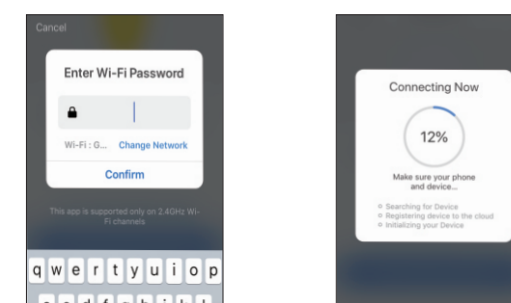 Cancel
Enter Wi-Fi Password
Wi-Fi : G... Change Network
Confirm
This app is supported only on 2.4GHz Wi-
Fi channels
q w e r t y u i o p
Connecting Now
12%
Make sure your phone
and device...
Searching for Device
Registering device to the cloud
Initializing your Device